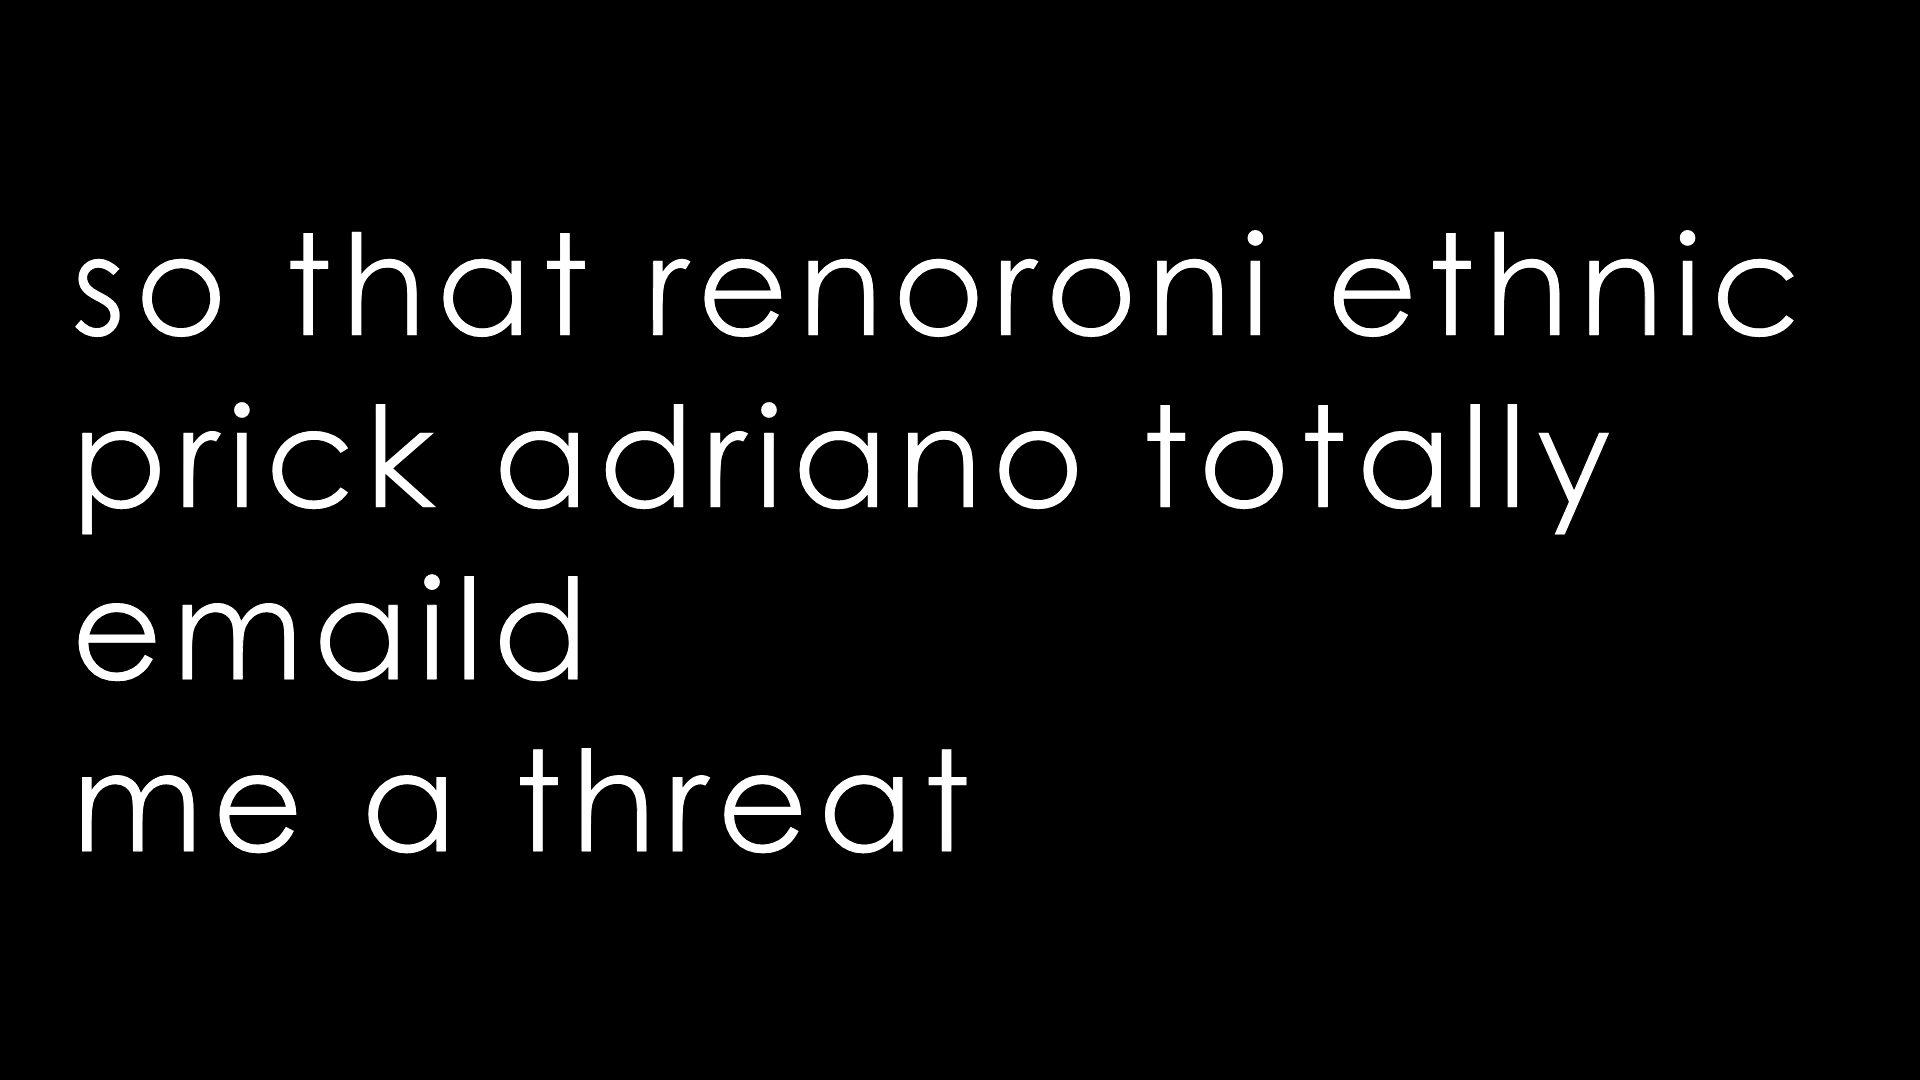 so that renoroni ethnic
prick adriano totally
emaild
me a threat